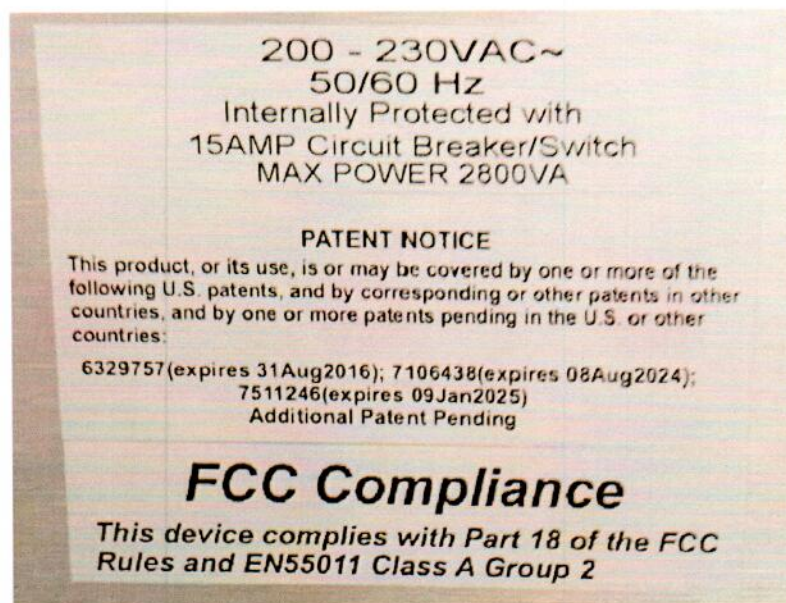 200 - 230VAC~
50/60 Hz
Internally Protected with
15AMP Circuit Breaker/Switch
MAX POWER 2800VA
PATENT NOTICE
This product, or its use, is or may be covered by one or more of the
following U.S. patents, and by corresponding or other patents in other
countries, and by one or more patents pending in the U.S. or other
countries:
6329757(expires 31Aug2016); 7106438(expires 08Aug2024);
7511246(expires 09Jan2025)
Additional Patent Pending
FCC Compliance
This device complies with Part 18 of the FCC
Rules and EN55011 Class A Group 2